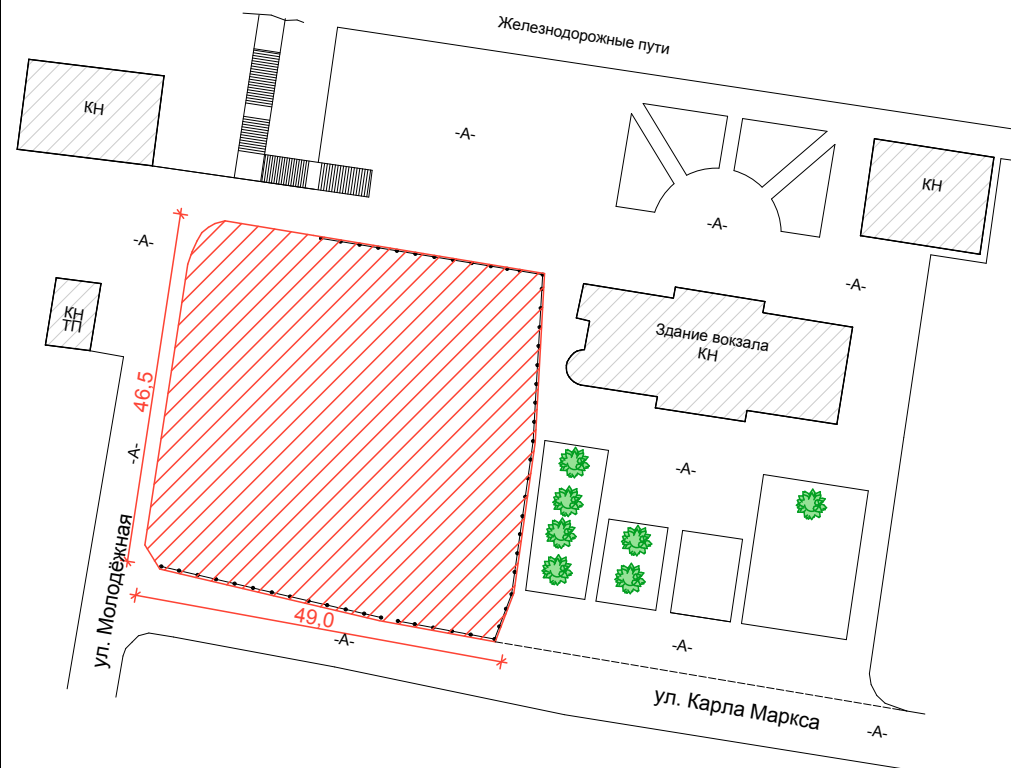 Железнодорожные пути
КН
-А-
КН
-А-
-А-
-А-
КН
ТП
Здание вокзала
КН
46,5
-А-
-А-
ул. Молодёжная
49,0
-А-
-А-
ул. Карла Маркса
-А-